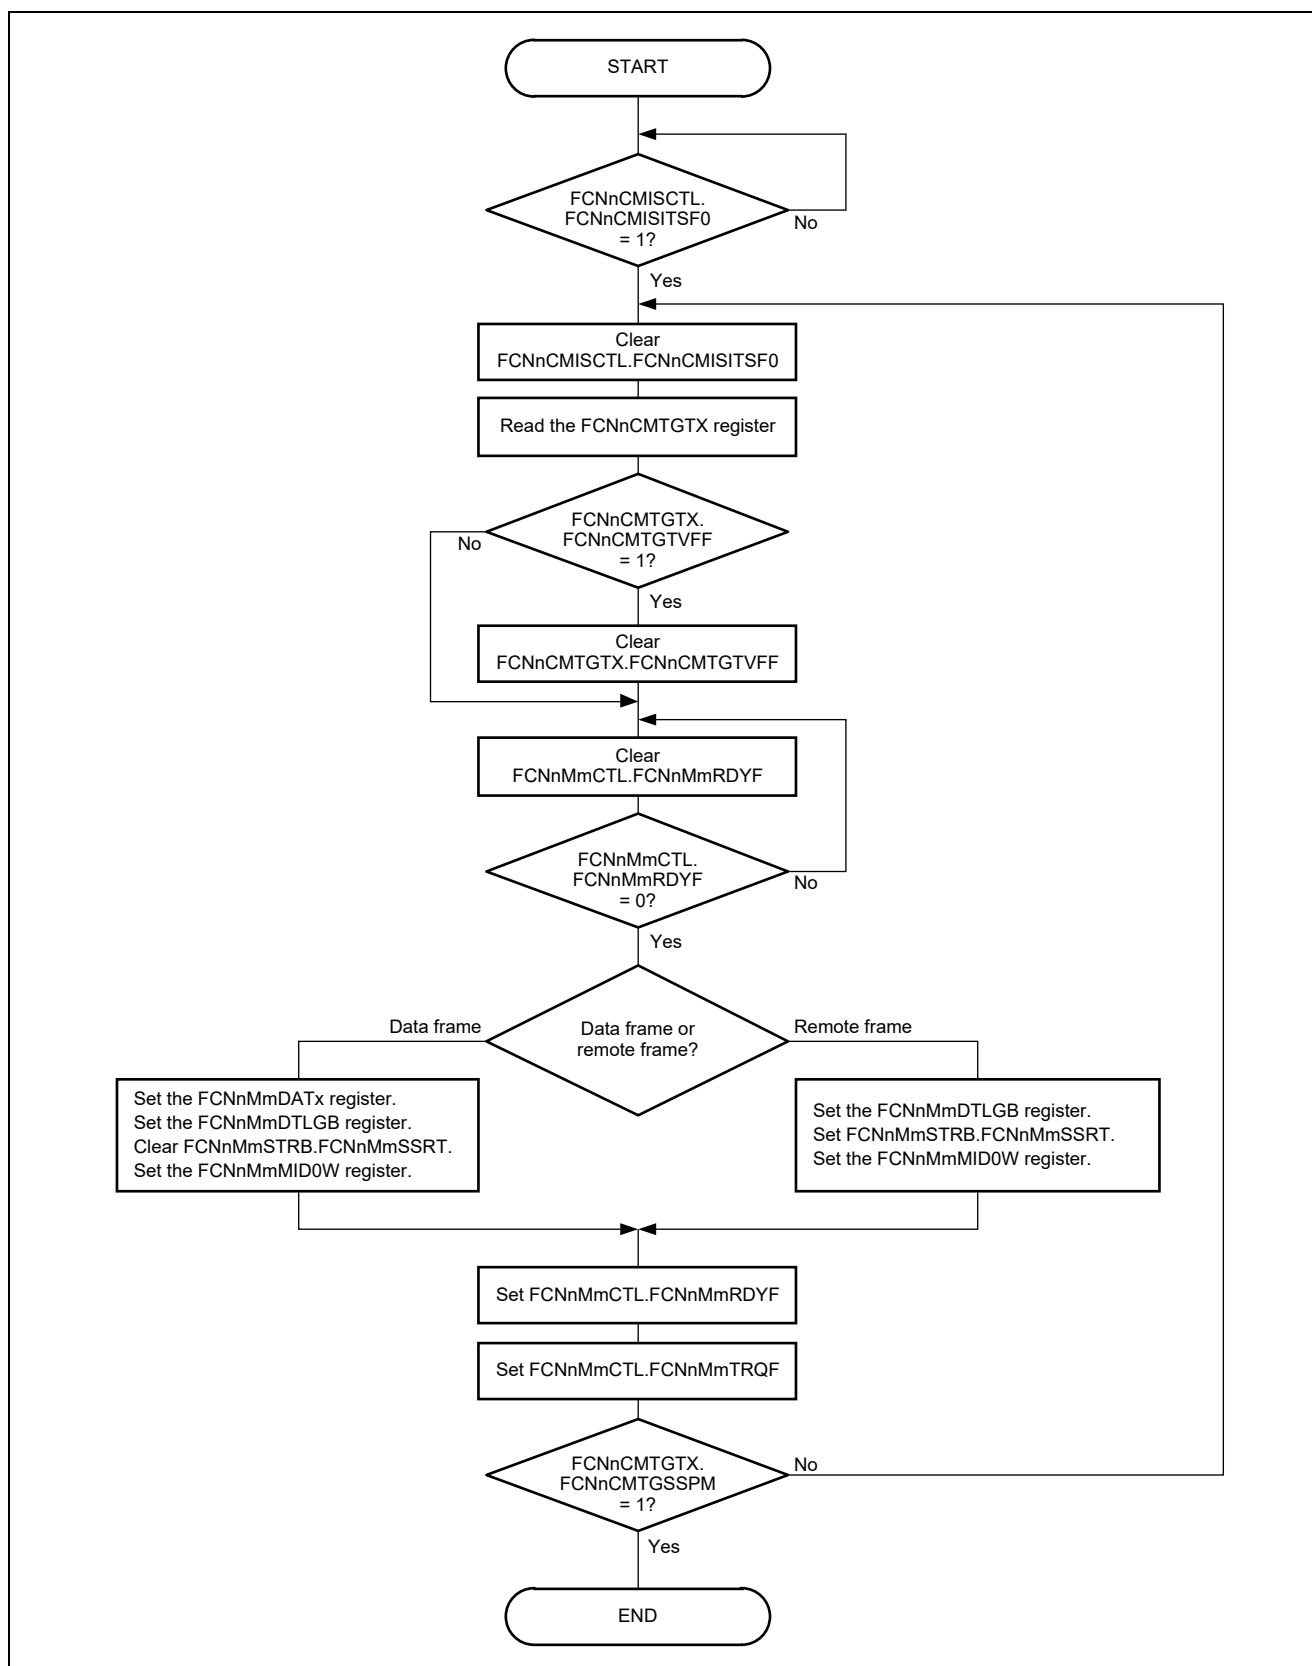 START
FCNnCMISCTL.
FCNnCMISITSF0
= 1?
No
Yes
Clear
FCNnCMISCTL.FCNnCMISITSF0
Read the FCNnCMTGTX register
FCNnCMTGTX.
FCNnCMTGTVFF
= 1?
No
Yes
Clear
FCNnCMTGTX.FCNnCMTGTVFF
Clear
FCNnMmCTL.FCNnMmRDYF
FCNnMmCTL.
FCNnMmRDYF
= 0?
No
Yes
Data frame
Data frame or
remote frame?
Remote frame
Set the FCNnMmDATx register.
Set the FCNnMmDTLGB register.
Clear FCNnMmSTRB.FCNnMmSSRT.
Set the FCNnMmMID0W register.
Set the FCNnMmDTLGB register.
Set FCNnMmSTRB.FCNnMmSSRT.
Set the FCNnMmMID0W register.
Set FCNnMmCTL.FCNnMmRDYF
Set FCNnMmCTL.FCNnMmTRQF
FCNnCMTGTX.
FCNnCMTGSSPM
= 1?
No
Yes
END